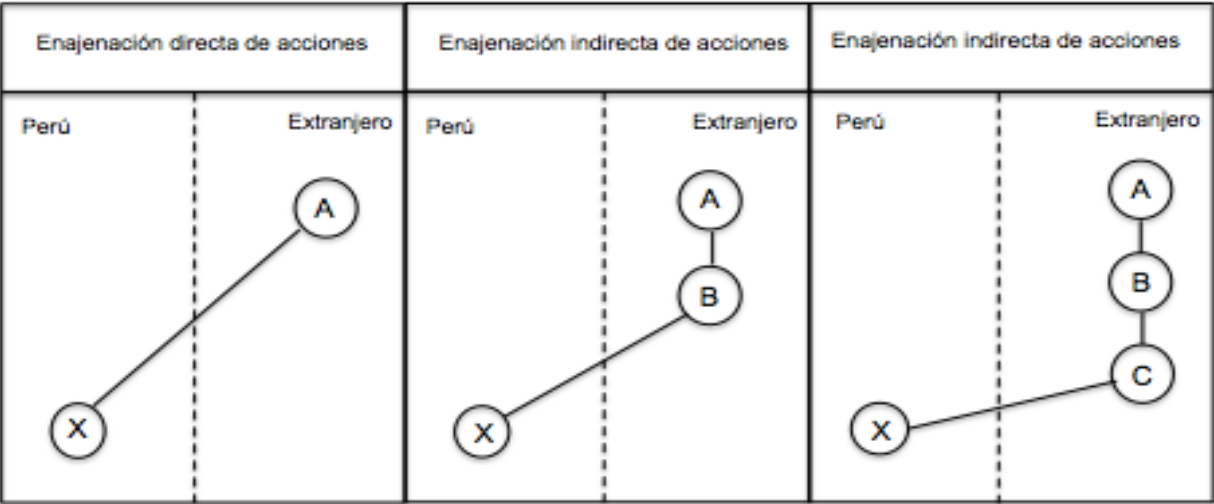 Enajenación directa de acciones
Enajenación indirecta de acciones
Enajenación indirecta de acciones
Perú
Extranjero
A
X
Perú
Extranjero
A
B
X
Perú
Extranjero
A
B
C
X